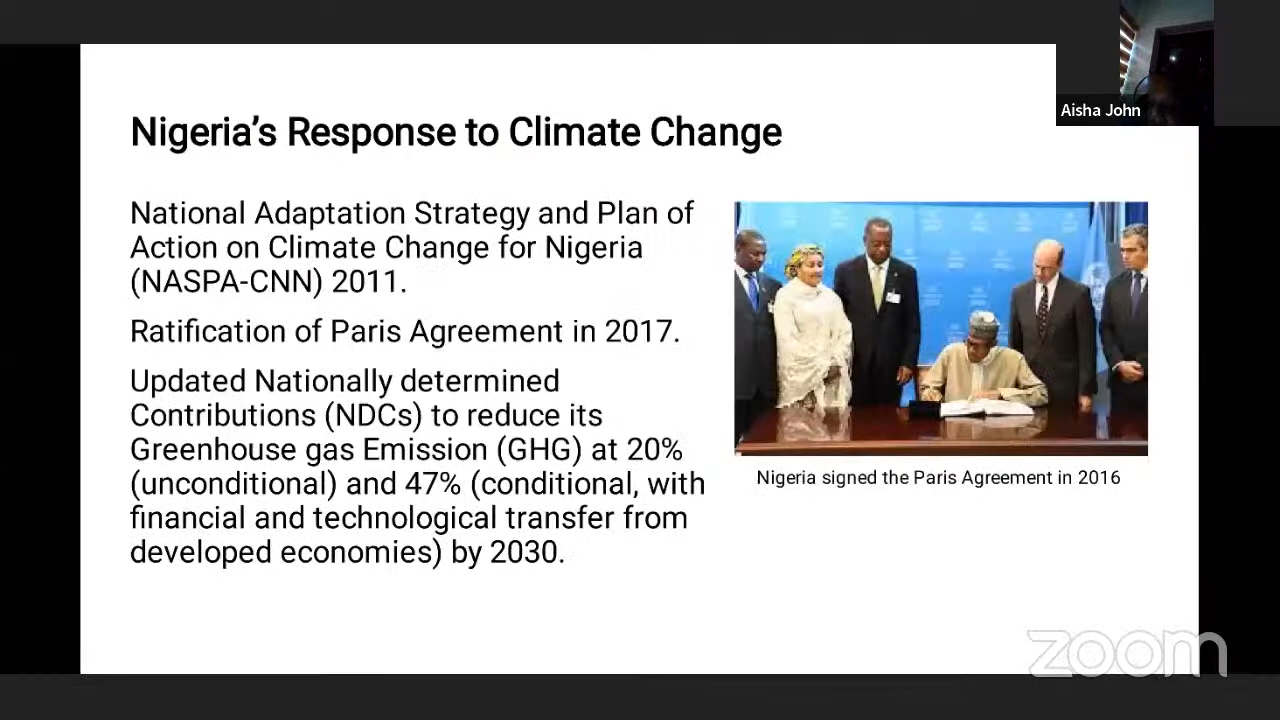 Aisha John
Nigeria's Response to Climate Change
National Adaptation Strategy and Plan of
Action on Climate Change for Nigeria
(NASPA-CNN) 2011.
Ratification of Paris Agreement in 2017.
Updated Nationally determined
Contributions (NDCs) to reduce its
Greenhouse gas Emission (GHG) at 20%
(unconditional) and 47% (conditional, with
financial and technological transfer from
developed economies) by 2030.
Nigeria signed the Paris Agreement in 2016
zoom